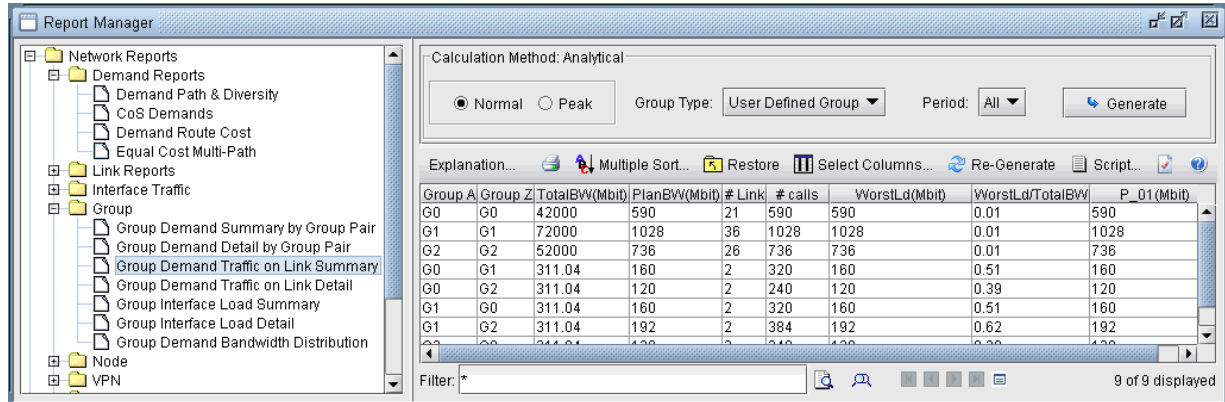 Report Manager
Network Reports
Demand Reports
Demand Path & Diversity
CoS Demands
Demand Route Cost
Equal Cost Multi-Path
Link Reports
Interface Traffic
Group
Group Demand Summary by Group Pair
Group Demand Detail by Group Pair
Group Demand Traffic on Link Summary
Group Demand Traffic on Link Detail
Group Interface Load Summary
Group Interface Load Detail
Group Demand Bandwidth Distribution
Node
VPN
Calculation Method: Analytical
Normal Peak Group Type: User Defined Group Period: All Generate
Explanation... Multiple Sort... Restore Select Columns... Re-Generate Script...
Group A Group Z TotalBW(Mbit) PlanBW(Mbit) # Link # calls WorstLd(Mbit) WorstLd/TotalBW P_01(Mbit)
G0 G0 42000 590 21 590 590 0.01 590
G1 G1 72000 1028 36 1028 1028 0.01 1028
G2 G2 52000 736 26 736 736 0.01 736
G0 G1 311.04 160 2 320 160 0.51 160
G0 G2 311.04 120 2 240 120 0.39 120
G1 G0 311.04 160 2 320 160 0.51 160
G1 G2 311.04 192 2 384 192 0.62 192
Filter: *
9 of 9 displayed